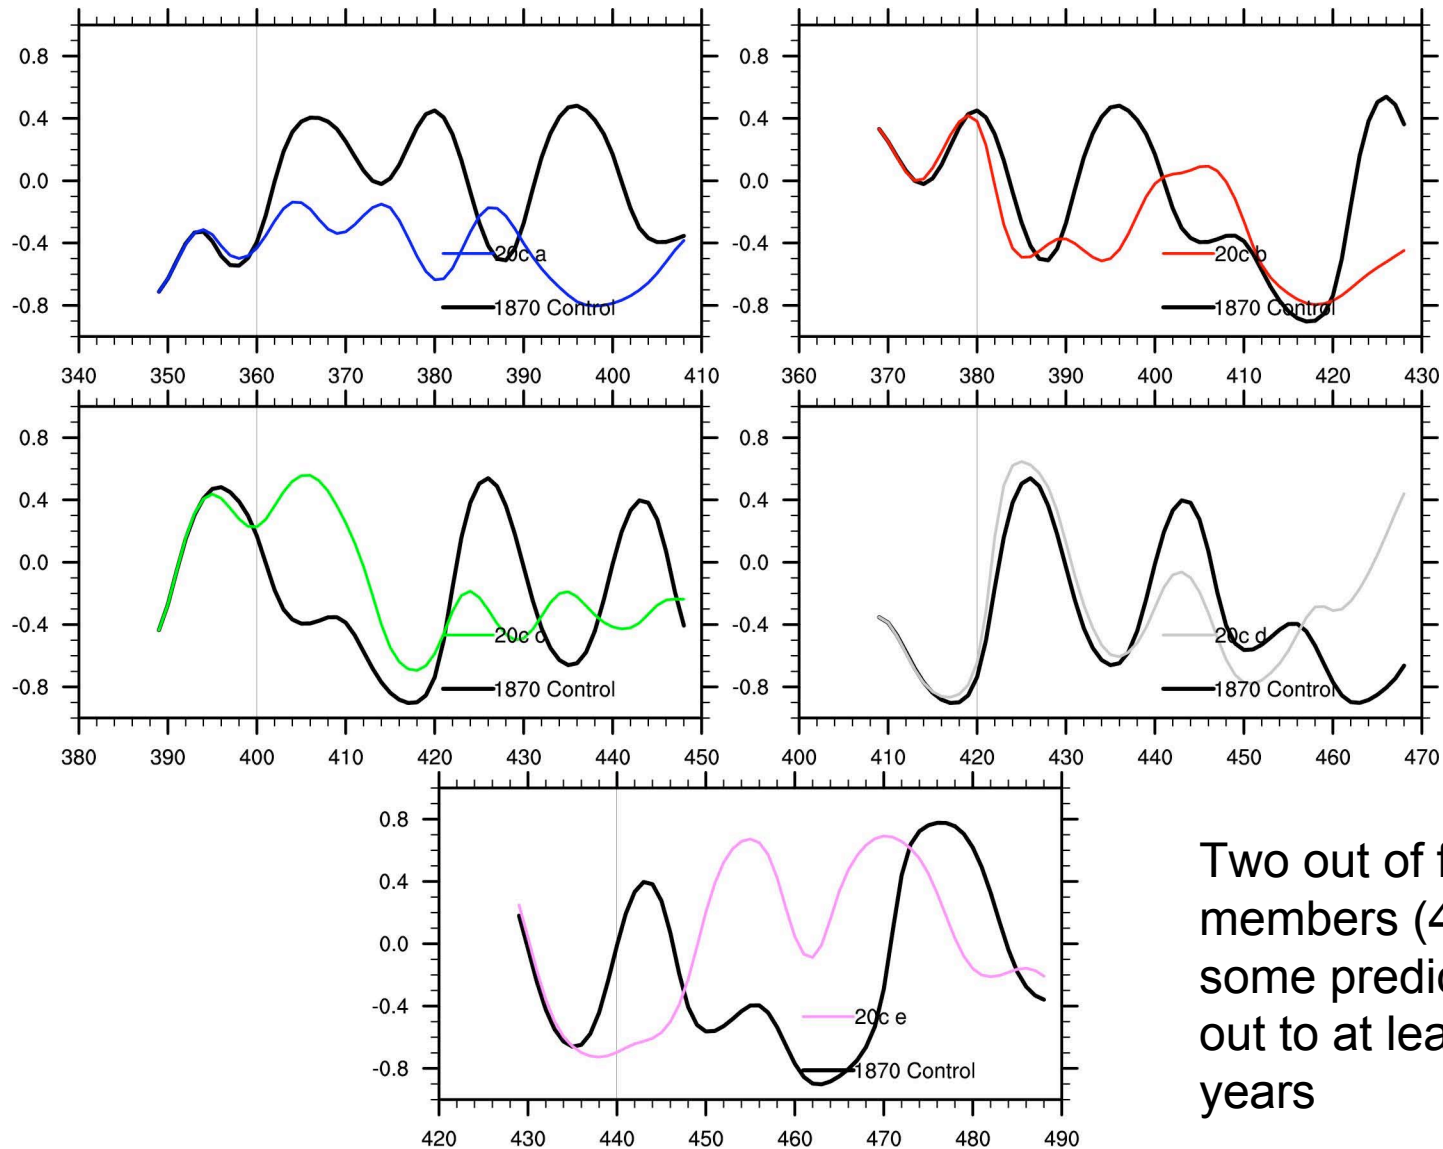 0.8
0.4
0.0
-0.4
-0.8
20c a
1870 Control
340 350 360 370 380 390 400 410
0.8
0.4
0.0
-0.4
-0.8
20c b
1870 Control
360 370 380 390 400 410 420 430
0.8
0.4
0.0
-0.4
-0.8
20c c
1870 Control
380 390 400 410 420 430 440 450
0.8
0.4
0.0
-0.4
-0.8
20c d
1870 Control
400 410 420 430 440 450 460 470
0.8
0.4
0.0
-0.4
-0.8
20c e
1870 Control
420 430 440 450 460 470 480 490
Two out of
members (4
some predic
out to at lea
years